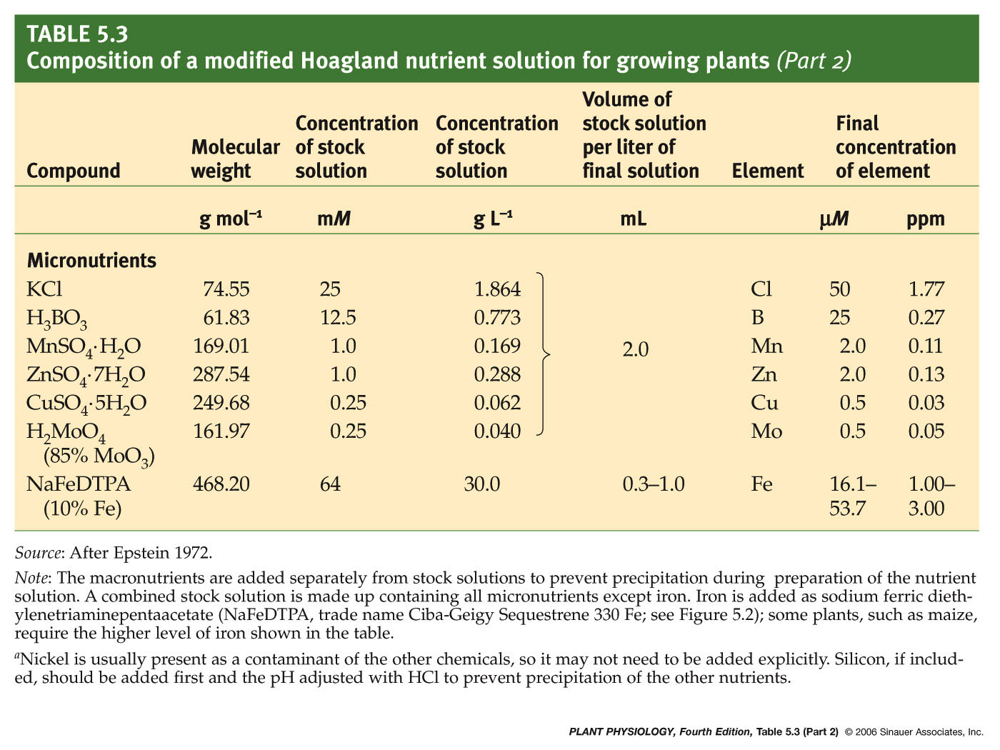 TABLE 5.3
Composition of a modified Hoagland nutrient solution for growing plants (Part 2)
Compound Molecular weight Concentration of stock solution Concentration of stock solution Volume of stock solution per liter of final solution Element Final concentration of element
g mol⁻¹ mM g L⁻¹ mL µM ppm
Micronutrients
KCl 74.55 25 1.864 Cl 50 1.77
H₃BO₃ 61.83 12.5 0.773 B 25 0.27
MnSO₄·H₂O 169.01 1.0 0.169 2.0 Mn 2.0 0.11
ZnSO₄·7H₂O 287.54 1.0 0.288 Zn 2.0 0.13
CuSO₄·5H₂O 249.68 0.25 0.062 Cu 0.5 0.03
H₂MoO₄ 161.97 0.25 0.040 Mo 0.5 0.05
(85% MoO₃)
NaFeDTPA 468.20 64 30.0 0.3–1.0 Fe 16.1– 1.00–
(10% Fe) 53.7 3.00
Source: After Epstein 1972.
Note: The macronutrients are added separately from stock solutions to prevent precipitation during preparation of the nutrient
solution. A combined stock solution is made up containing all micronutrients except iron. Iron is added as sodium ferric dieth-
ylenetriaminepentaacetate (NaFeDTPA, trade name Ciba-Geigy Sequestrene 330 Fe; see Figure 5.2); some plants, such as maize,
require the higher level of iron shown in the table.
ᵃNickel is usually present as a contaminant of the other chemicals, so it may not need to be added explicitly. Silicon, if includ-
ed, should be added first and the pH adjusted with HCl to prevent precipitation of the other nutrients.
PLANT PHYSIOLOGY, Fourth Edition, Table 5.3 (Part 2) © 2006 Sinauer Associates, Inc.